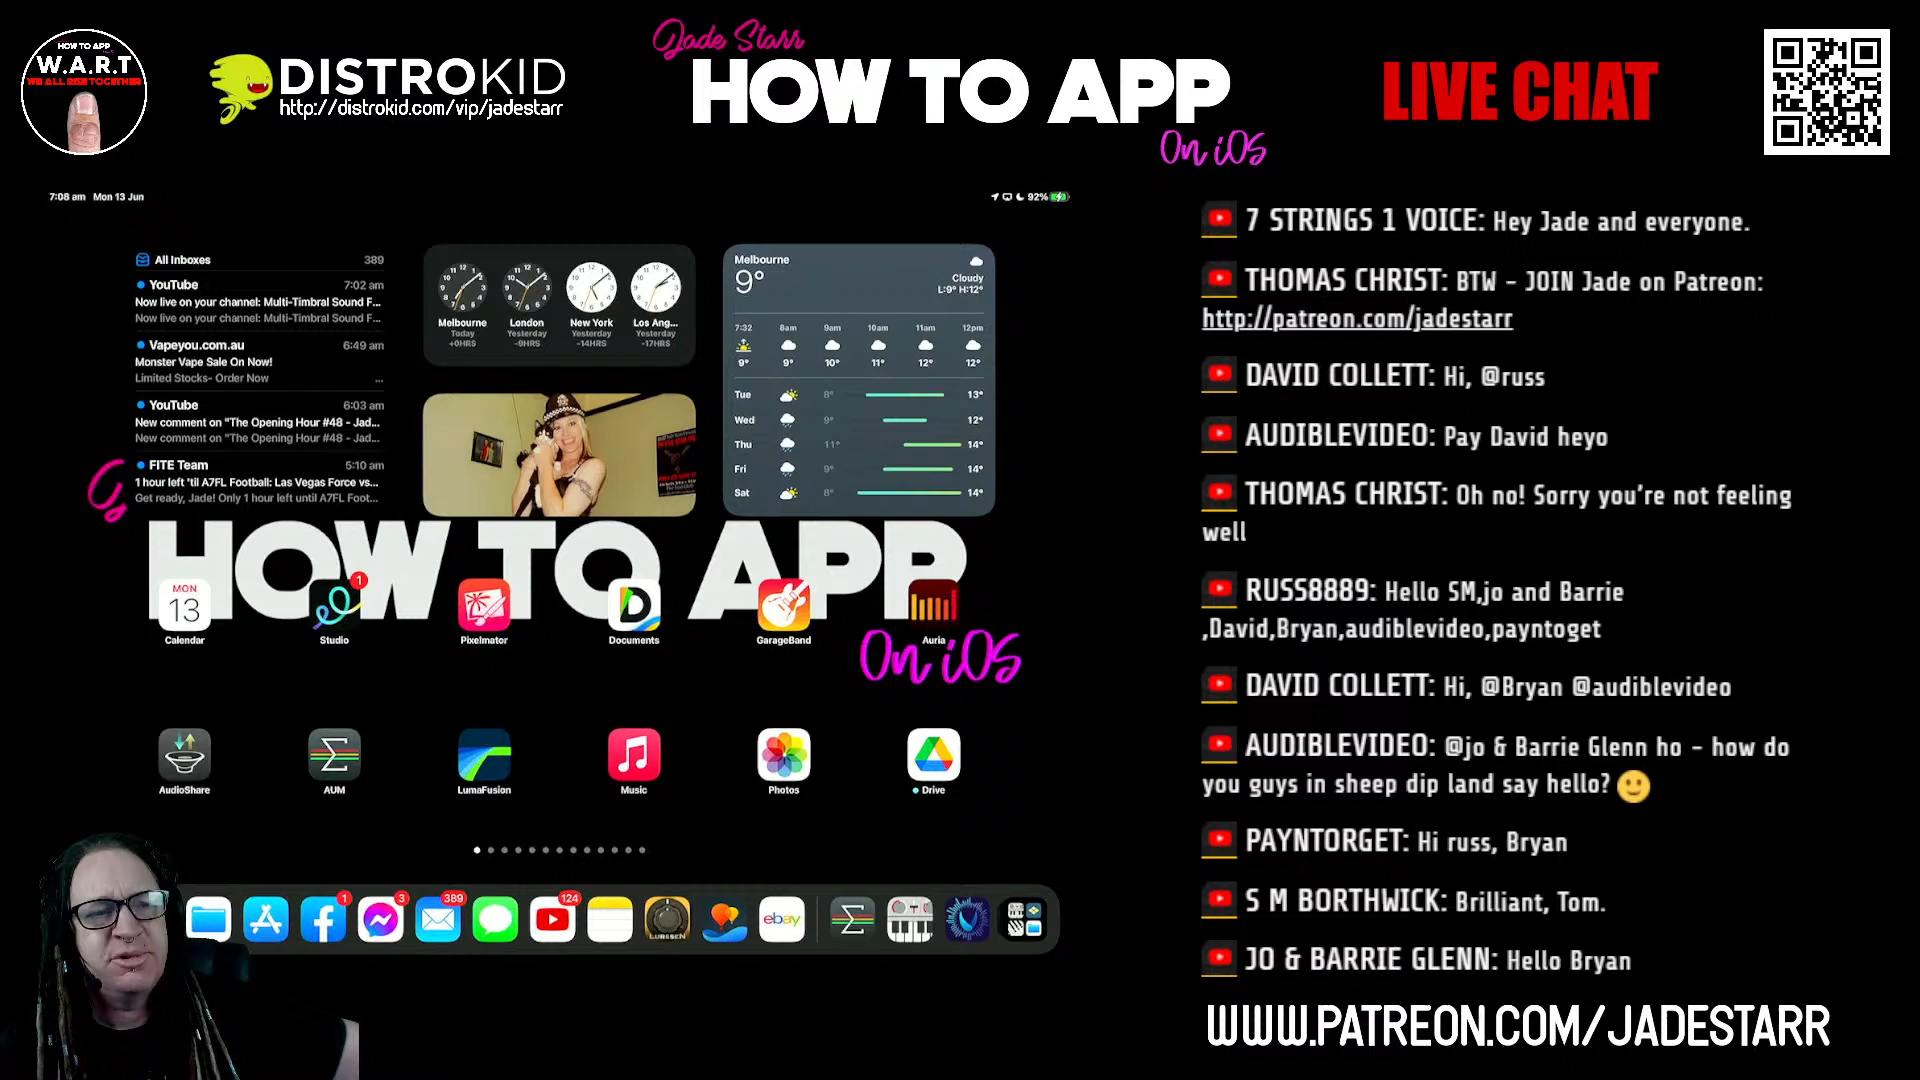 HOW TO APP
W.A.R.T
WE ALL RISE TOGETHER
DISTROKID
http://distrokid.com/vip/jadestarr
Jade Starr
HOW TO APP
On iOS
LIVE CHAT
7:08 am Mon 13 Jun
92%
All Inboxes 389
YouTube 7:02 am
Now live on your channel: Multi-Timbral Sound F...
Now live on your channel: Multi-Timbral Sound F...
Vapeyou.com.au 6:49 am
Monster Vape Sale On Now!
Limited Stocks- Order Now ...
YouTube 6:03 am
New comment on "The Opening Hour #48 - Jad...
New comment on "The Opening Hour #48 - Jad...
FITE Team 5:10 am
1 hour left 'til A7FL Football: Las Vegas Force vs...
Get ready, Jade! Only 1 hour left until A7FL Foot...
Melbourne London New York Los Ang...
Today Yesterday Yesterday Yesterday
+0HRS -9HRS -14HRS -17HRS
Melbourne
9°
Cloudy
L:9° H:12°
7:32 8am 9am 10am 11am 12pm
9° 9° 10° 11° 12° 12°
Tue 8° 13°
Wed 9° 12°
Thu 11° 14°
Fri 9° 14°
Sat 8° 14°
HOW TO APP
On iOS
MON
13
1
Calendar Studio Pixelmator Documents GarageBand Auria
AudioShare AUM LumaFusion Music Photos Drive
1 3 389 124
ebay
7 STRINGS 1 VOICE: Hey Jade and everyone.
THOMAS CHRIST: BTW - JOIN Jade on Patreon:
http://patreon.com/jadestarr
DAVID COLLETT: Hi, @russ
AUDIBLEVIDEO: Pay David heyo
THOMAS CHRIST: Oh no! Sorry you're not feeling
well
RUSS8889: Hello SM,jo and Barrie
,David,Bryan,audiblevideo,payntoget
DAVID COLLETT: Hi, @Bryan @audiblevideo
AUDIBLEVIDEO: @jo & Barrie Glenn ho - how do
you guys in sheep dip land say hello? 🙂
PAYNTORGET: Hi russ, Bryan
S M BORTHWICK: Brilliant, Tom.
JO & BARRIE GLENN: Hello Bryan
WWW.PATREON.COM/JADESTARR